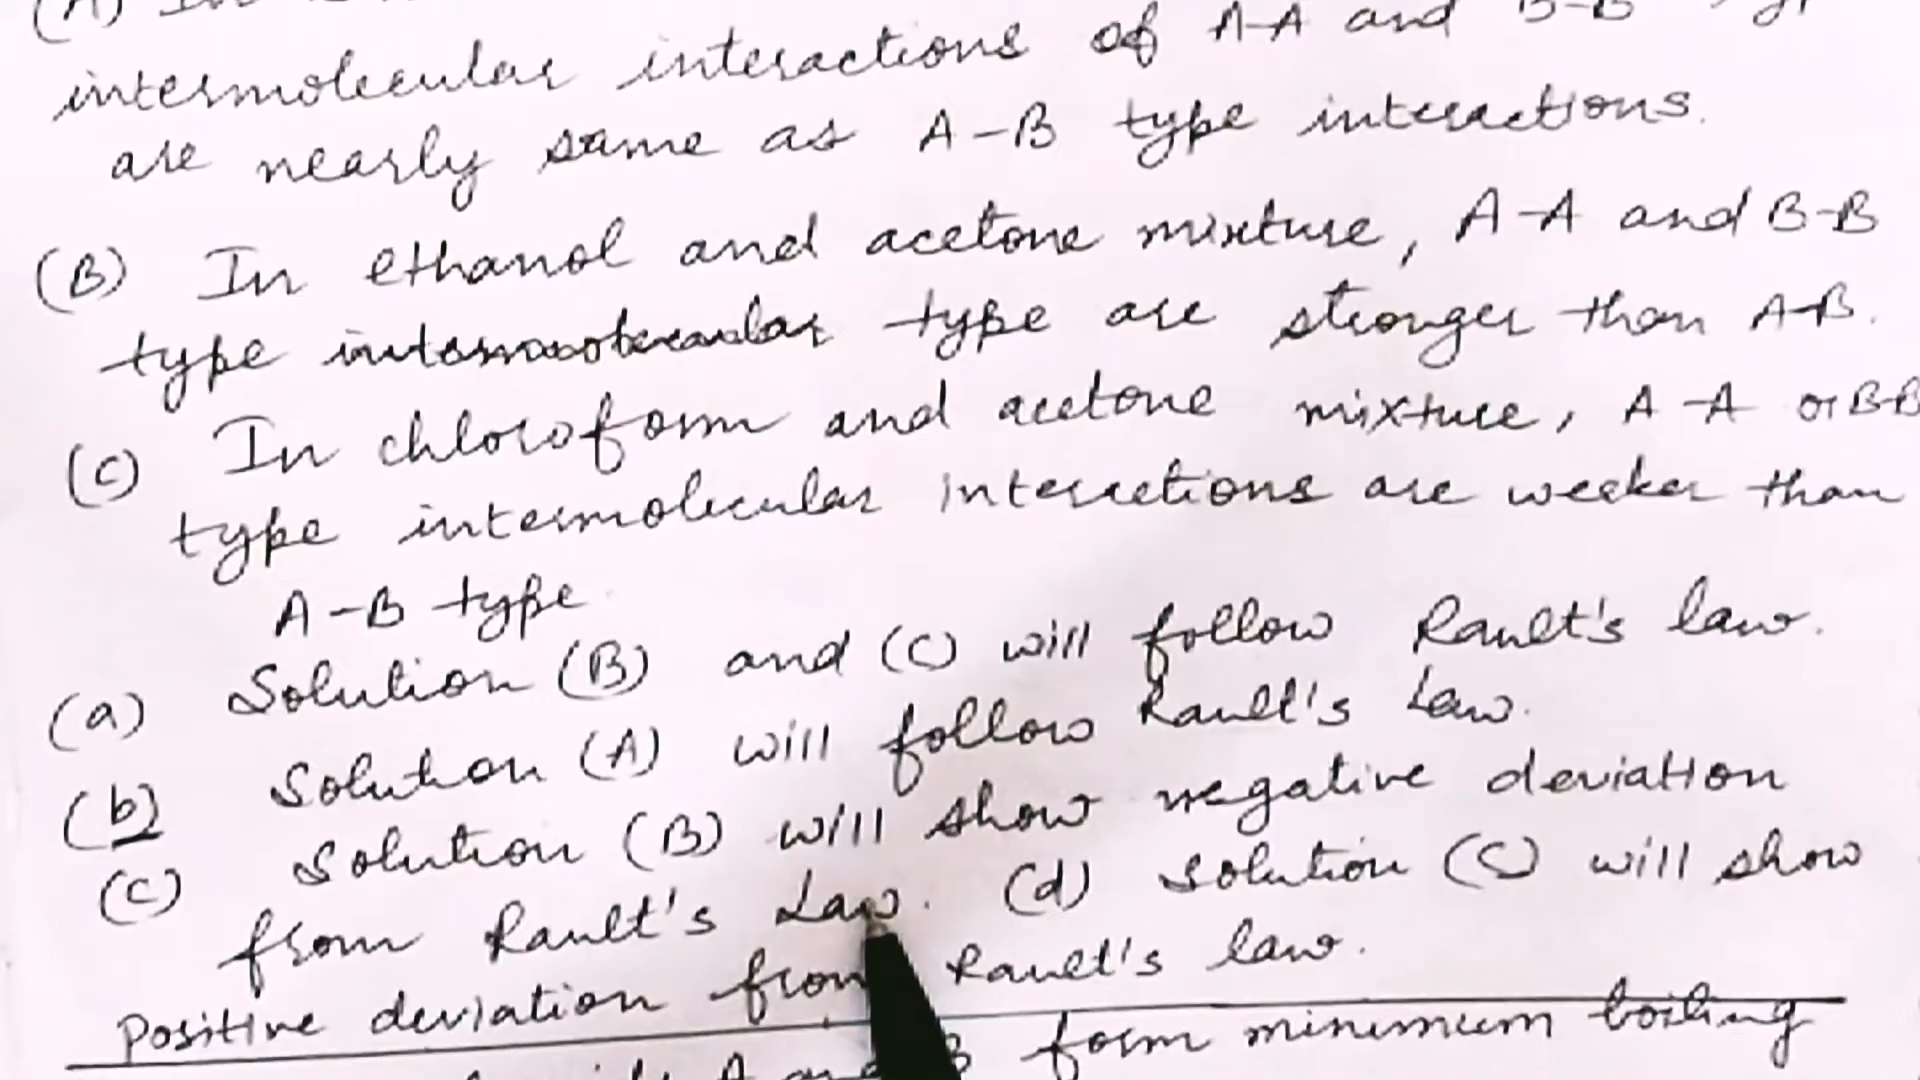 (A) In
intermolecular interactions of A-A and B-B
are nearly same as A-B type interactions.
(B) In ethanol and acetone mixture, A-A and B-B
type intermolecular type are stronger than A-B.
(C) In chloroform and acetone mixture, A-A or B-B
type intermolecular interactions are weeker than
A-B type.
(a) Solution (B) and (C) will follow Rault's law.
(b) Solution (A) will follow Rault's Law.
(C) Solution (B) will show negative deviation
from Rault's Law. (d) Solution (C) will show
Positive deviation from Rault's law.
A and B form minimum boiling